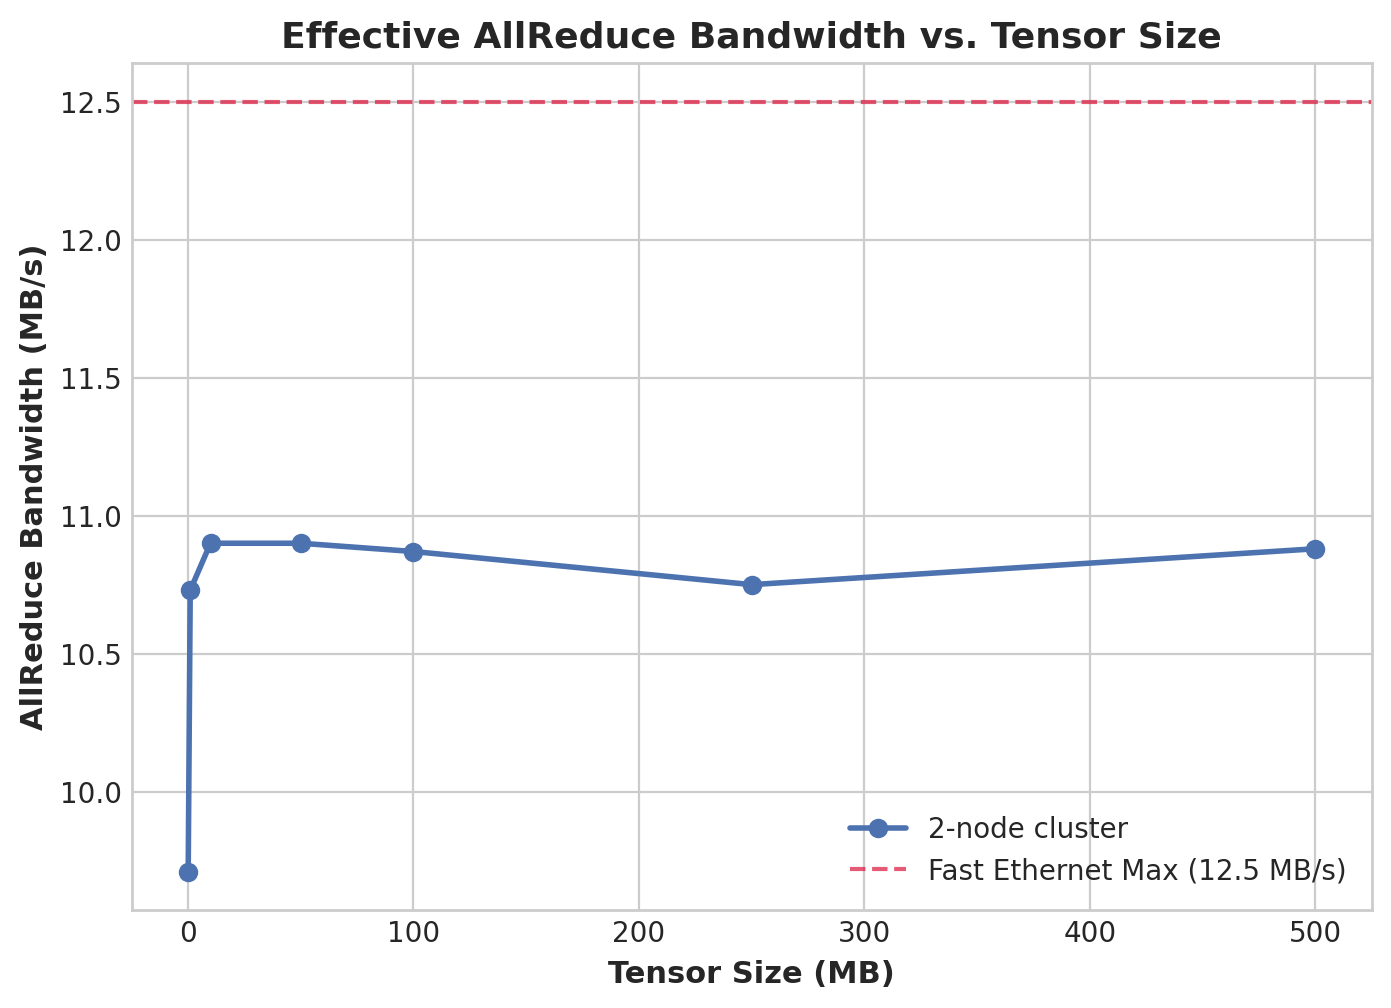 Effective AllReduce Bandwidth vs. Tensor Size
AllReduce Bandwidth (MB/s)
12.5
12.0
11.5
11.0
10.5
10.0
2-node cluster
Fast Ethernet Max (12.5 MB/s)
0 100 200 300 400 500
Tensor Size (MB)